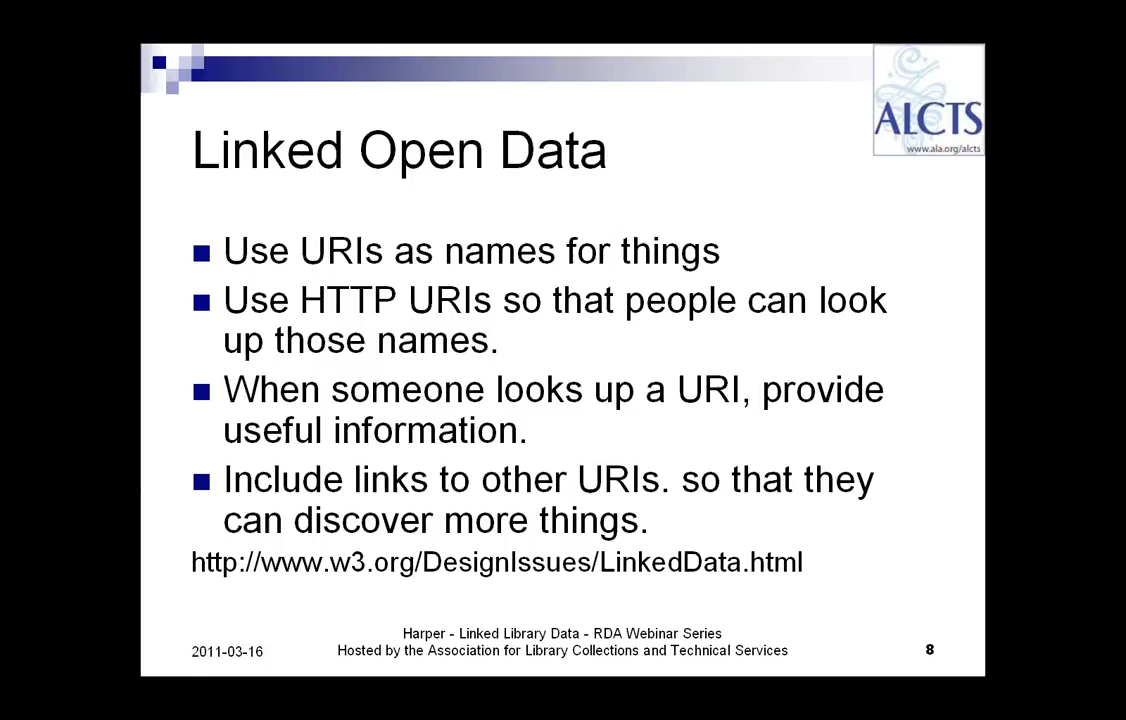 ALCTS
www.ala.org/alcts
Linked Open Data
Use URIs as names for things
Use HTTP URIs so that people can look
up those names.
When someone looks up a URI, provide
useful information.
Include links to other URIs. so that they
can discover more things.
http://www.w3.org/DesignIssues/LinkedData.html
Harper - Linked Library Data - RDA Webinar Series
2011-03-16 Hosted by the Association for Library Collections and Technical Services 8